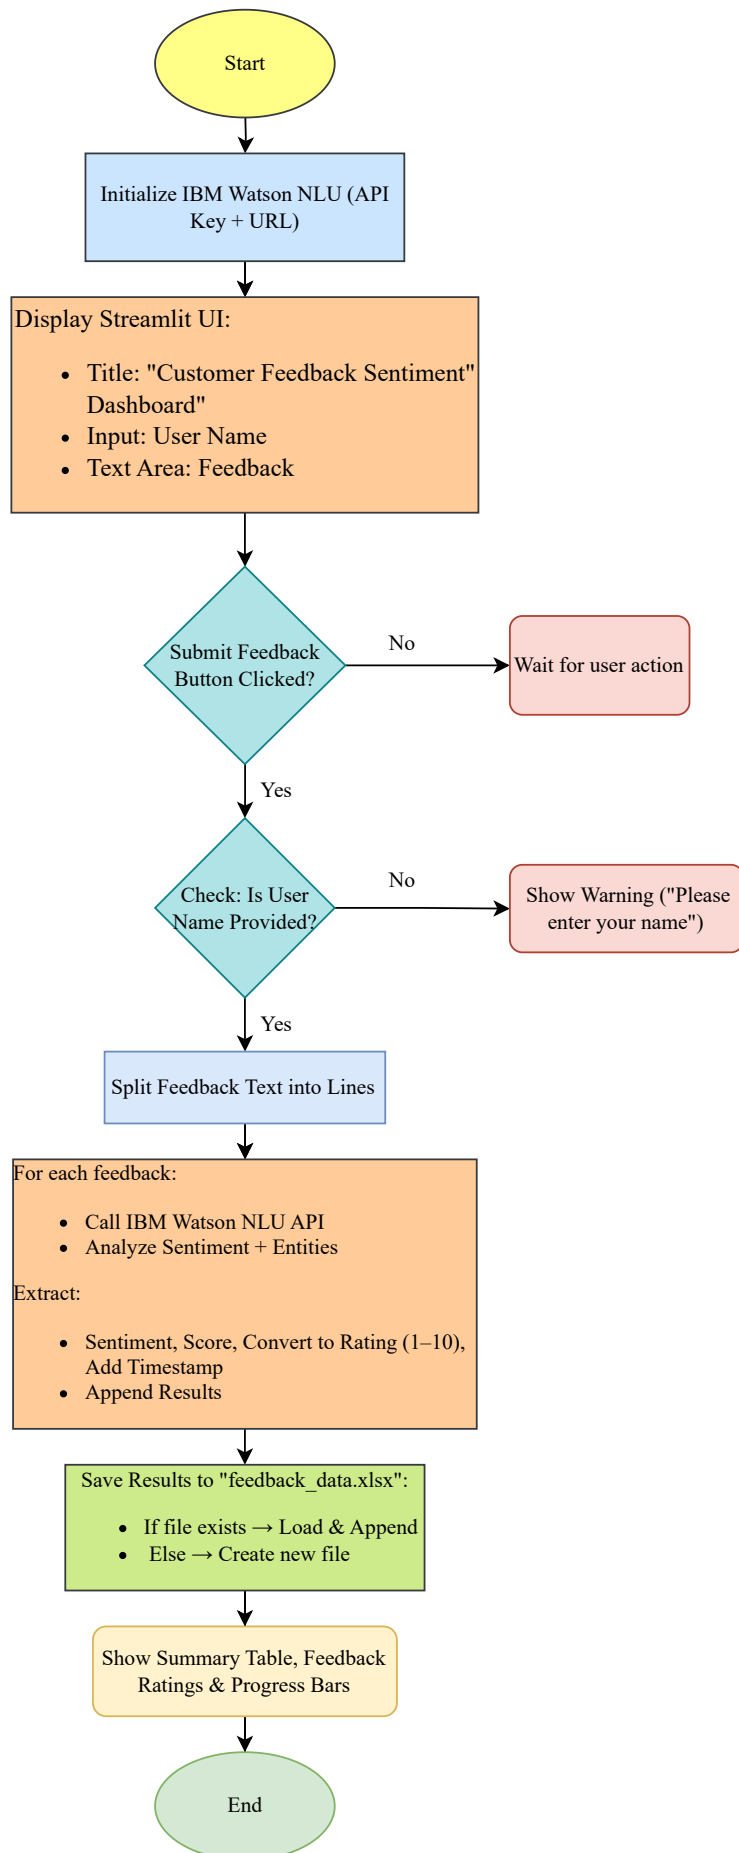 Start
Initialize IBM Watson NLU (API
Key + URL)
Display Streamlit UI:
• Title: "Customer Feedback Sentiment"
Dashboard"
• Input: User Name
• Text Area: Feedback
Submit Feedback
Button Clicked?
No
Wait for user action
Yes
Check: Is User
Name Provided?
No
Show Warning ("Please
enter your name")
Yes
Split Feedback Text into Lines
For each feedback:
• Call IBM Watson NLU API
• Analyze Sentiment + Entities
Extract:
• Sentiment, Score, Convert to Rating (1–10),
Add Timestamp
• Append Results
Save Results to "feedback_data.xlsx":
• If file exists → Load & Append
• Else → Create new file
Show Summary Table, Feedback
Ratings & Progress Bars
End